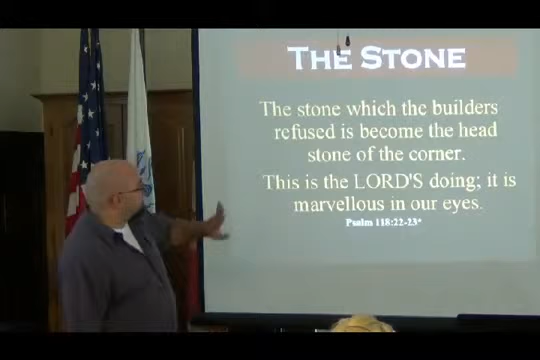 THE STONE
The stone which the builders
refused is become the head
stone of the corner.
This is the LORD'S doing; it is
marvellous in our eyes.
Psalm 118:22-23*